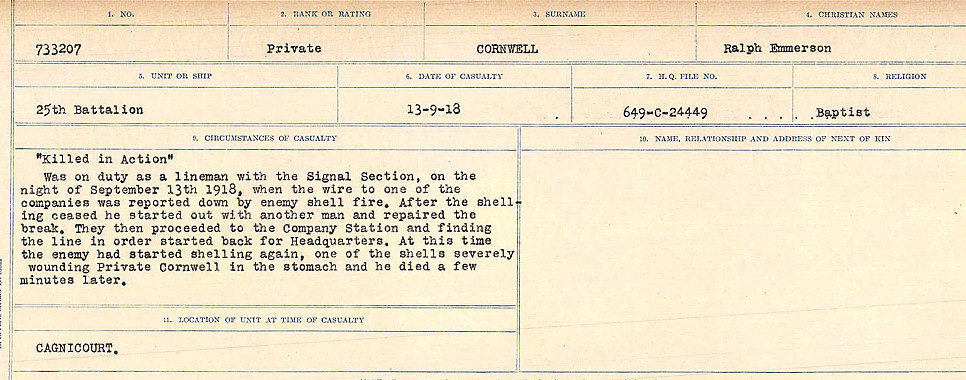 1. NO. 2. RANK OR RATING 3. SURNAME 4. CHRISTIAN NAMES
733207 Private CORNWELL Ralph Emmerson
5. UNIT OR SHIP 6. DATE OF CASUALTY 7. H.Q. FILE NO. 8. RELIGION
25th Battalion 13-9-18 . 649-C-24449 . . . . . Baptist
9. CIRCUMSTANCES OF CASUALTY 10. NAME, RELATIONSHIP AND ADDRESS OF NEXT OF KIN
"Killed in Action"
Was on duty as a lineman with the Signal Section, on the
night of September 13th 1918, when the wire to one of the
companies was reported down by enemy shell fire. After the shell-
ing ceased he started out with another man and repaired the
break. They then proceeded to the Company Station and finding
the line in order started back for Headquarters. At this time
the enemy had started shelling again, one of the shells severely
wounding Private Cornwell in the stomach and he died a few
minutes later.
11. LOCATION OF UNIT AT TIME OF CASUALTY
CAGNICOURT.